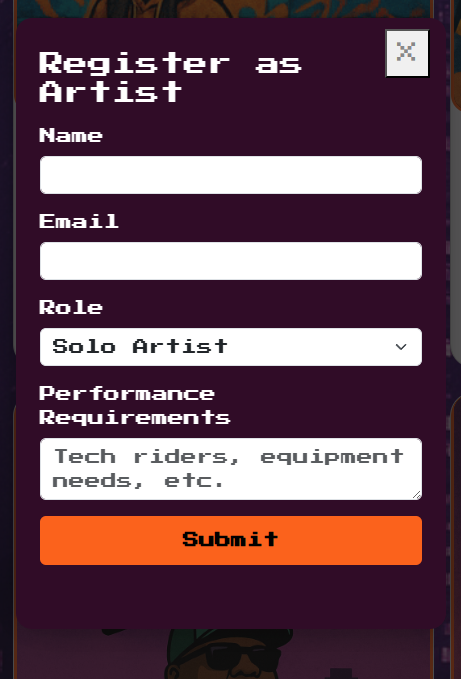 Register as
Artist
Name
Email
Role
Solo Artist
Performance
Requirements
Tech riders, equipment
needs, etc.
Submit